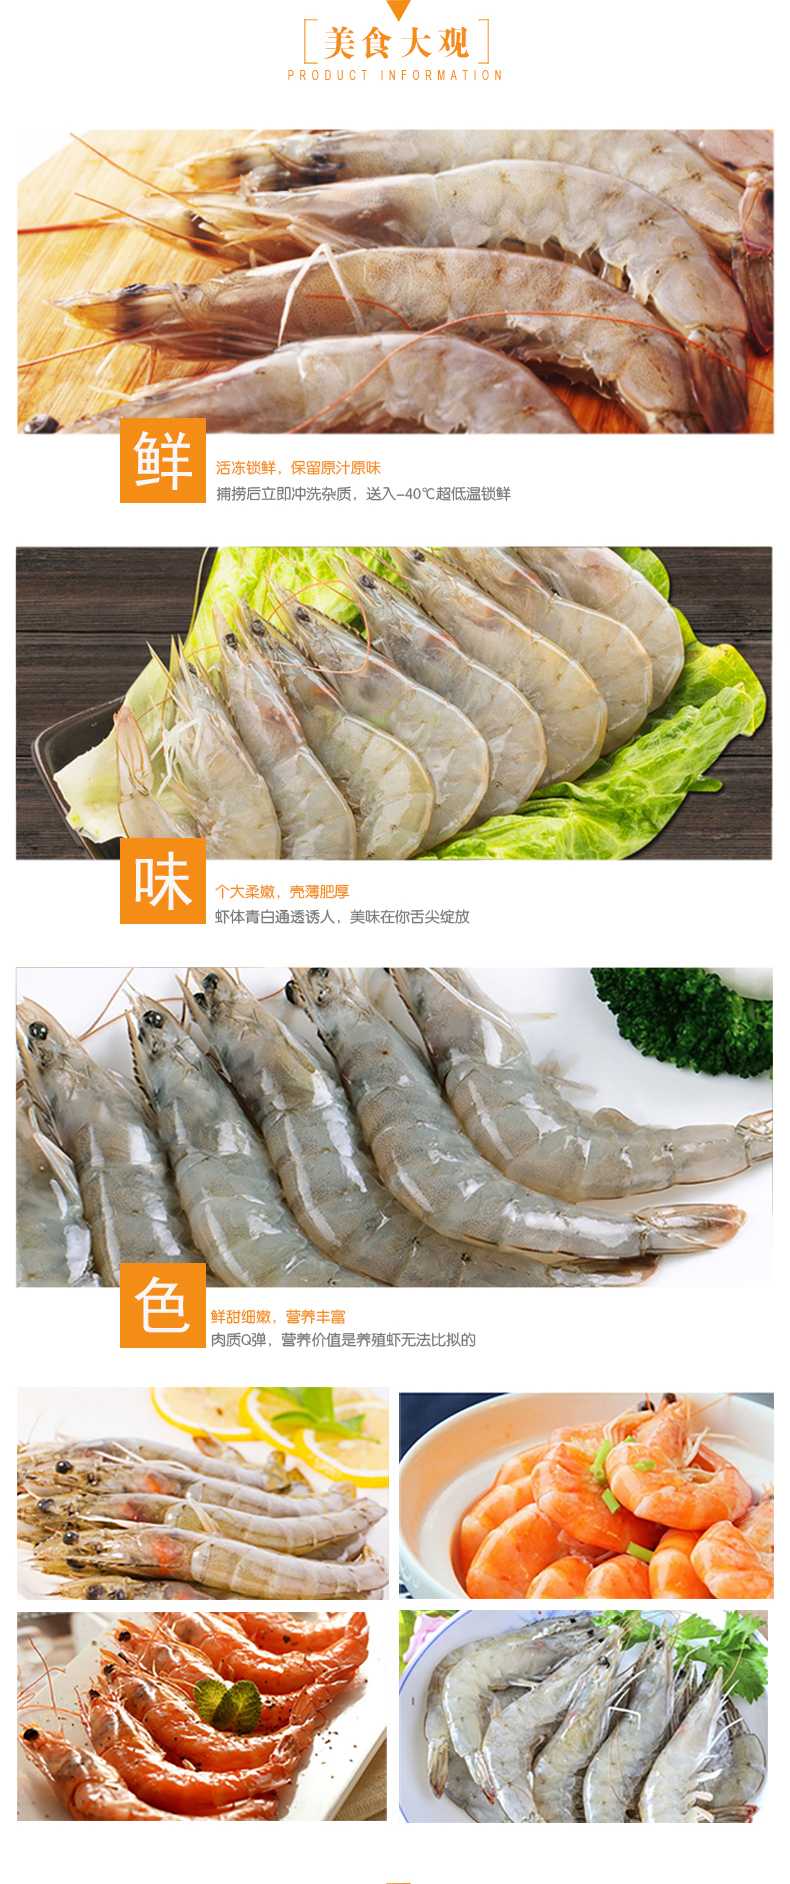 美食大观
PRODUCT INFORMATION
鲜
活冻锁鲜，保留原汁原味
捕捞后立即冲洗杂质，送入-40℃超低温锁鲜
味
个大柔嫩，壳薄肥厚
虾体青白通透诱人，美味在你舌尖绽放
色
鲜甜细嫩，营养丰富
肉质Q弹，营养价值是养殖虾无法比拟的